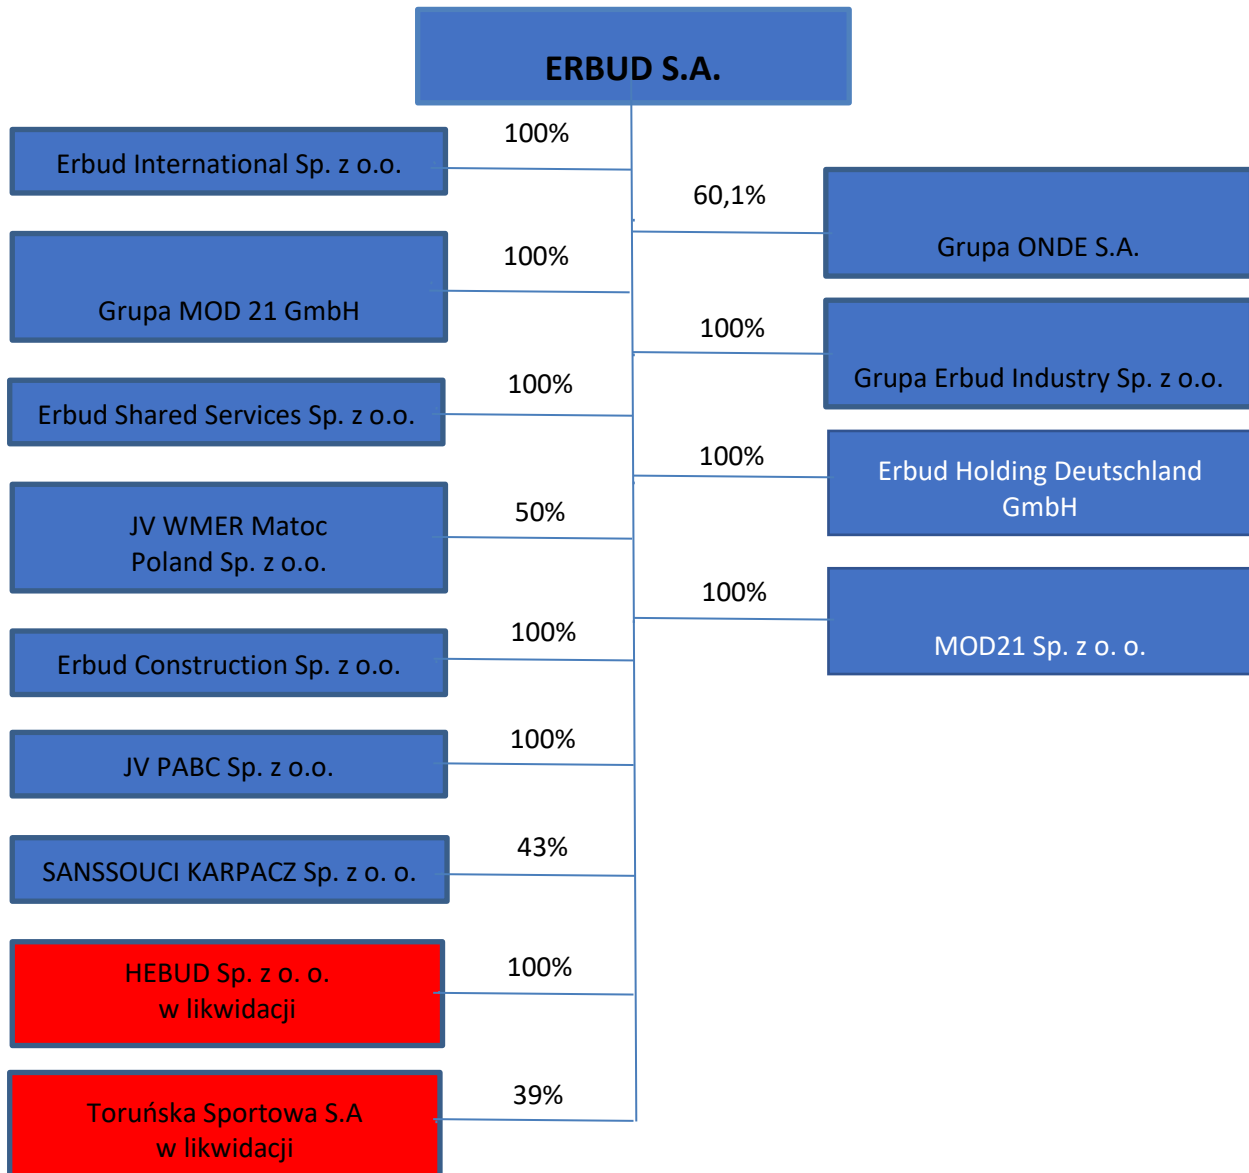 ERBUD S.A.
100%
Erbud International Sp. z o.o.
60,1%
Grupa ONDE S.A.
100%
Grupa MOD 21 GmbH
100%
Grupa Erbud Industry Sp. z o.o.
100%
Erbud Shared Services Sp. z o.o.
100%
Erbud Holding Deutschland
GmbH
50%
JV WMER Matoc
Poland Sp. z o.o.
100%
MOD21 Sp. z o. o.
100%
Erbud Construction Sp. z o.o.
100%
JV PABC Sp. z o.o.
43%
SANSSOUCI KARPACZ Sp. z o. o.
100%
HEBUD Sp. z o. o.
w likwidacji
39%
Toruńska Sportowa S.A
w likwidacji